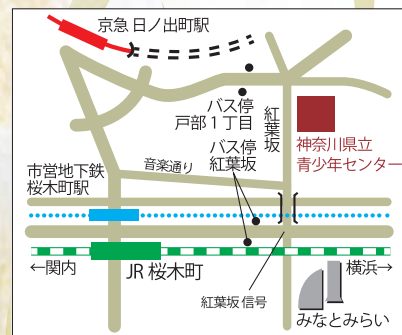 京急 日ノ出町駅
バス停
戸部1丁目
紅葉坂
バス停
紅葉坂
神奈川県立
青少年センター
市営地下鉄
桜木町駅
音楽通り
←関内
JR 桜木町
横浜→
紅葉坂 信号
みなとみらい